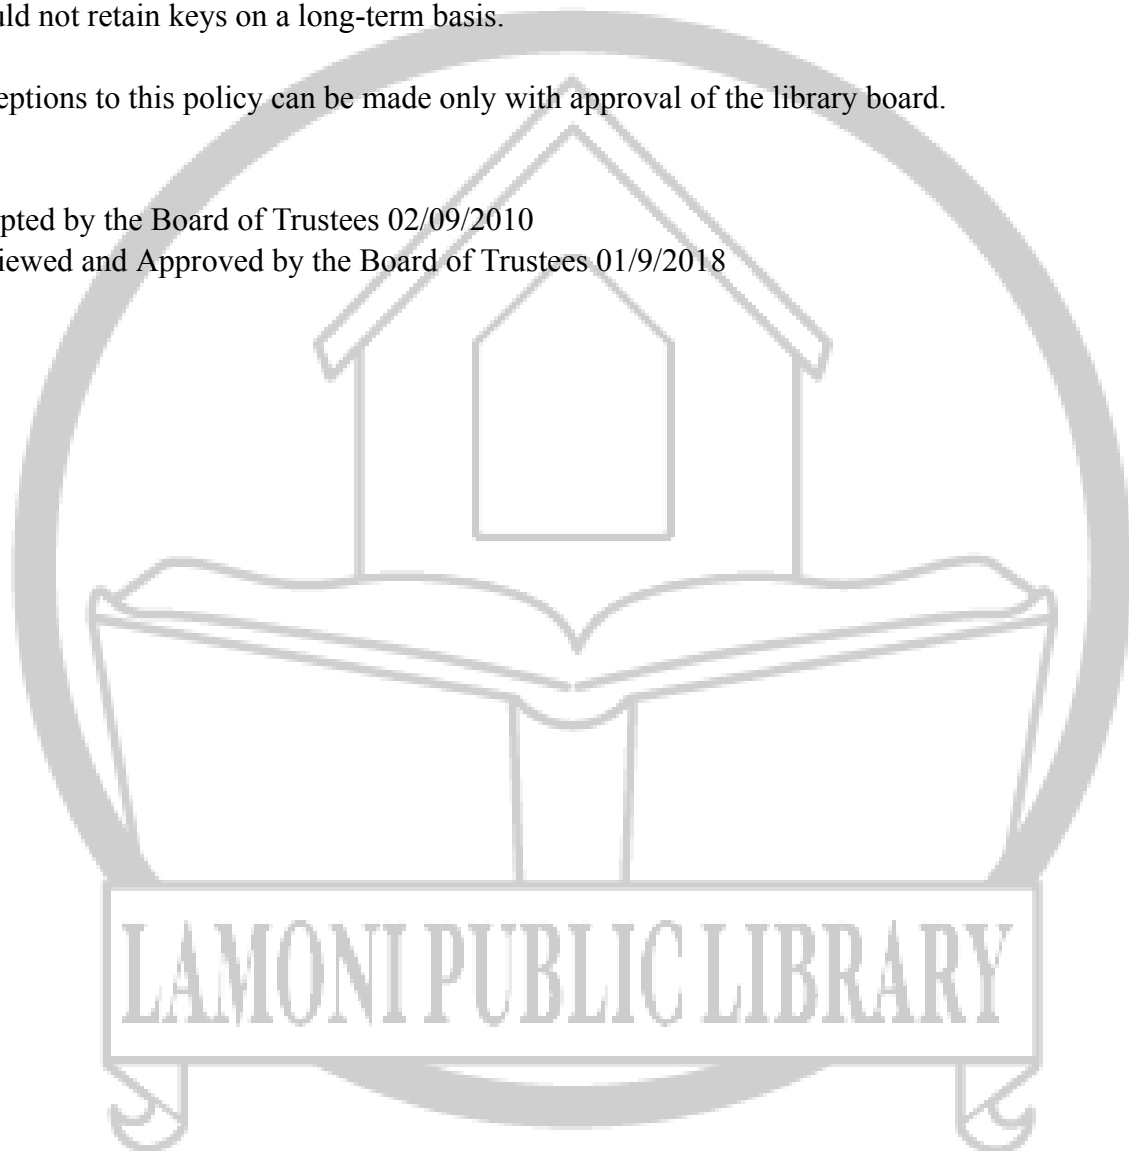 uld not retain keys on a long-term basis.
eptions to this policy can be made only with approval of the library board.
pted by the Board of Trustees 02/09/2010
iewed and Approved by the Board of Trustees 01/9/2018
LAMONI PUBLIC LIBRARY